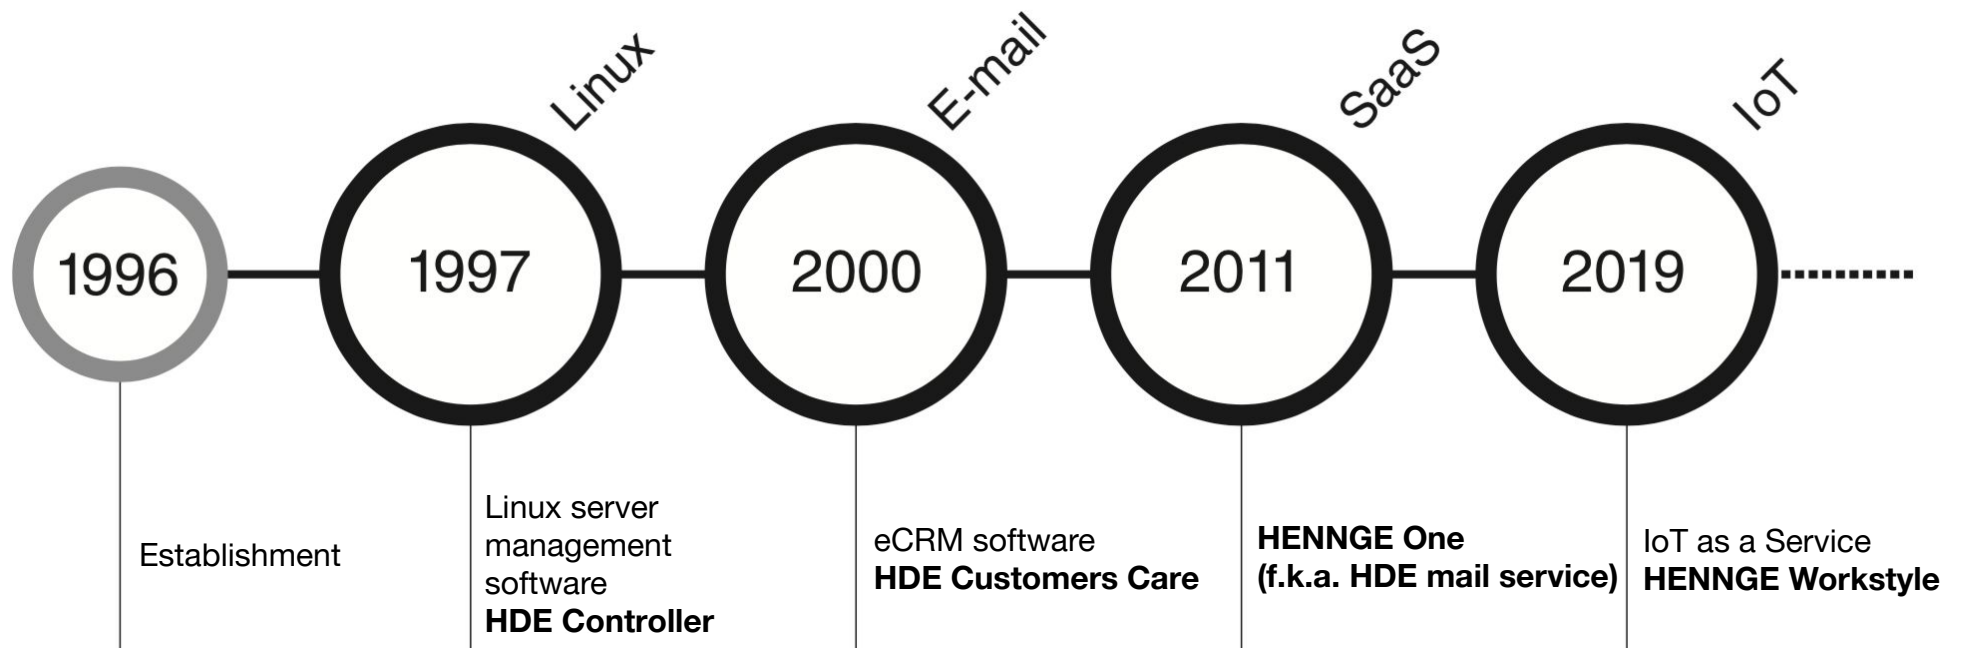 Linux
E-mail
SaaS
IoT
1996
1997
2000
2011
2019
Establishment
Linux server
management
software
HDE Controller
eCRM software
HDE Customers Care
HENNGE One
(f.k.a. HDE mail service)
IoT as a Service
HENNGE Workstyle